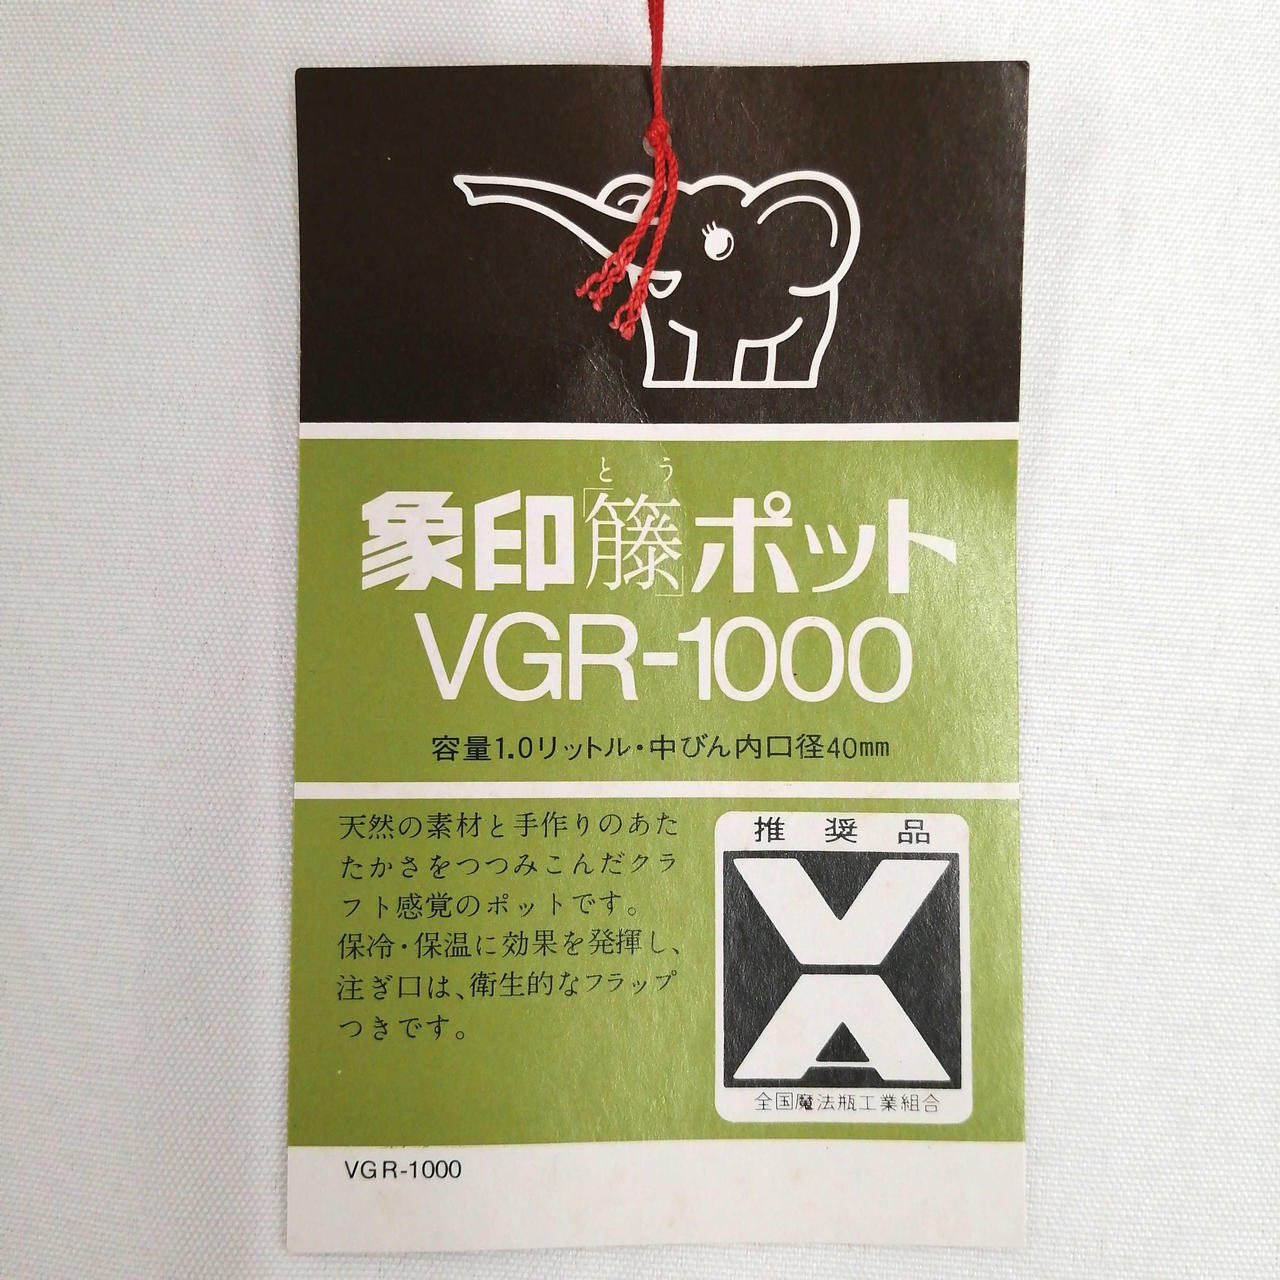 とう
象印「籐」ポット
VGR-1000
容量1.0リットル・中びん内口径40mm
天然の素材と手作りのあた
たかさをつつみこんだクラ
フト感覚のポットです。
保冷・保温に効果を発揮し、
注ぎ口は、衛生的なフラップ
つきです。
推奨品
VA
全国魔法瓶工業組合
VGR-1000